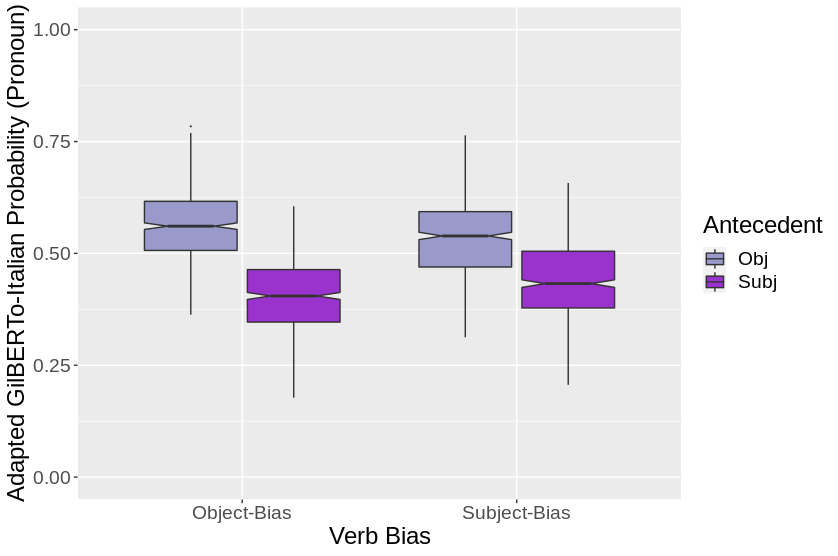 Adapted GilBERTo-Italian Probability (Pronoun)
1.00
0.75
0.50
0.25
0.00
Object-Bias
Subject-Bias
Verb Bias
Antecedent
Obj
Subj